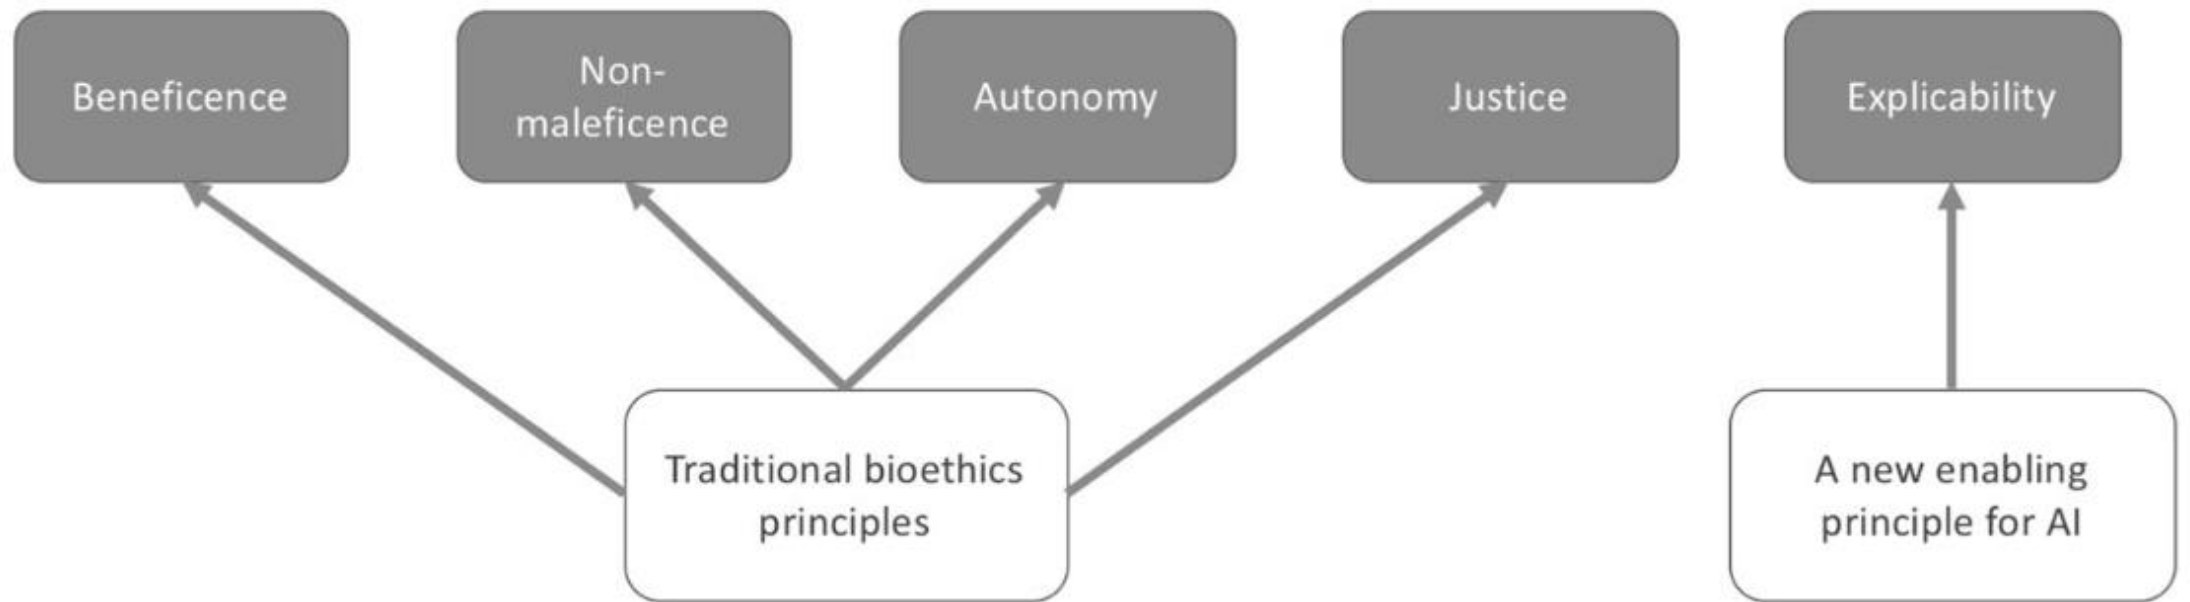 Beneficence
Non-
maleficence
Autonomy
Justice
Explicability
Traditional bioethics
principles
A new enabling
principle for AI